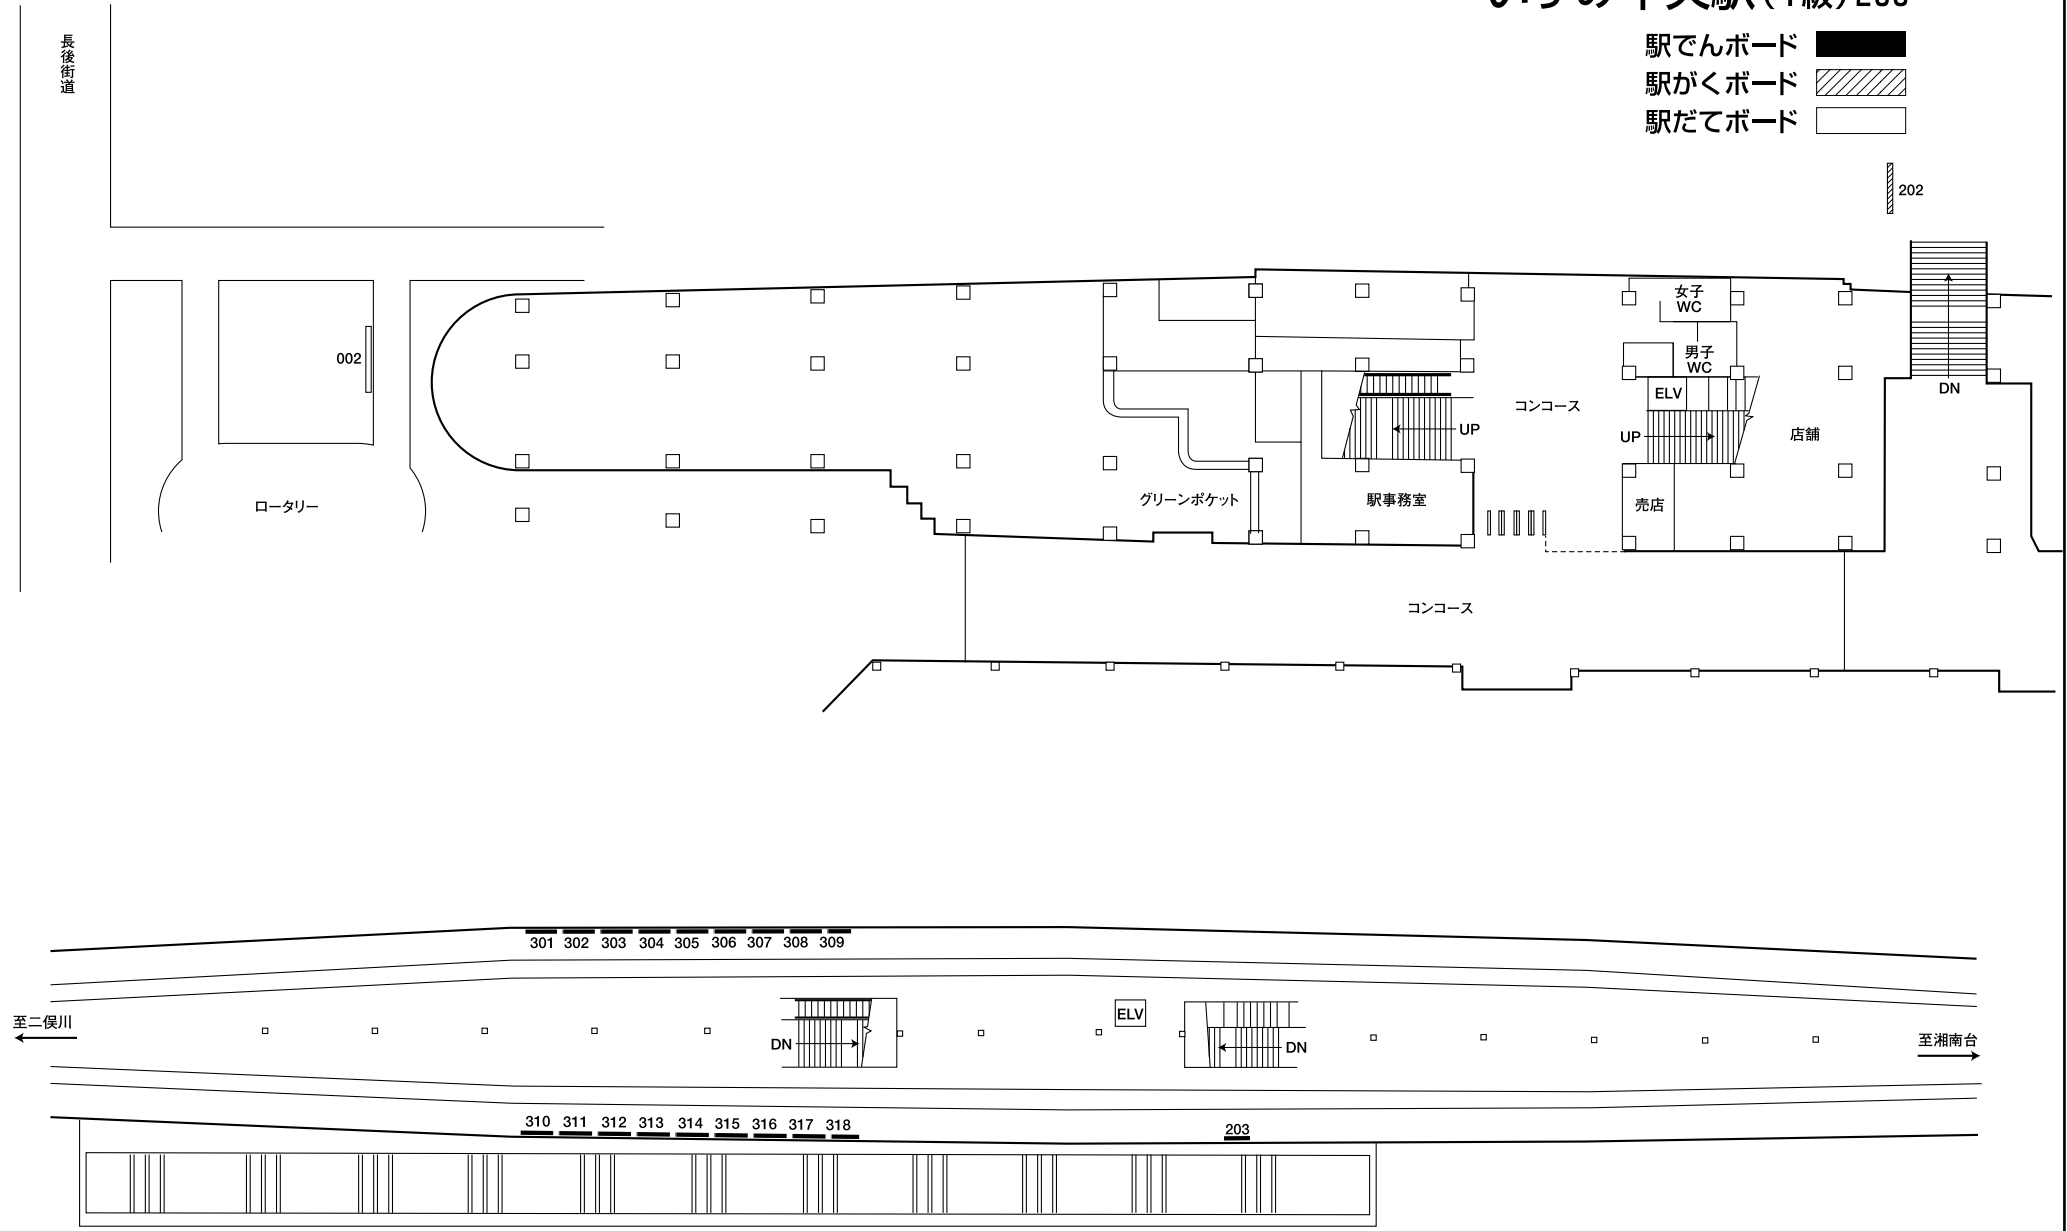 長後街道
駅でんボード
駅がくボード
駅だてボード
202
002
ロータリー
グリーンポケット
駅事務室
UP
コンコース
女子
WC
男子
WC
ELV
UP
売店
店舗
DN
コンコース
301 302 303 304 305 306 307 308 309
至二俣川
DN
ELV
DN
至湘南台
310 311 312 313 314 315 316 317 318
203